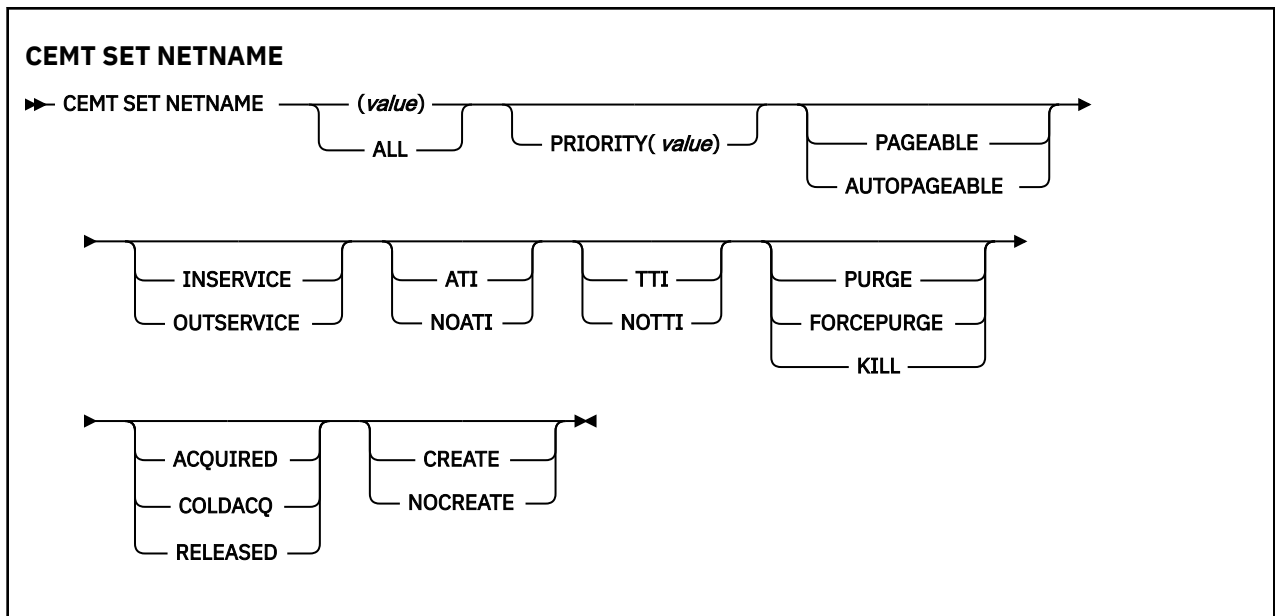 CEMT SET NETNAME
CEMT SET NETNAME (value)
ALL
PRIORITY( value)
PAGEABLE
AUTOPAGEABLE
INSERVICE
OUTSERVICE
ATI
NOATI
TTI
NOTTI
PURGE
FORCEPURGE
KILL
ACQUIRED
COLDACQ
RELEASED
CREATE
NOCREATE